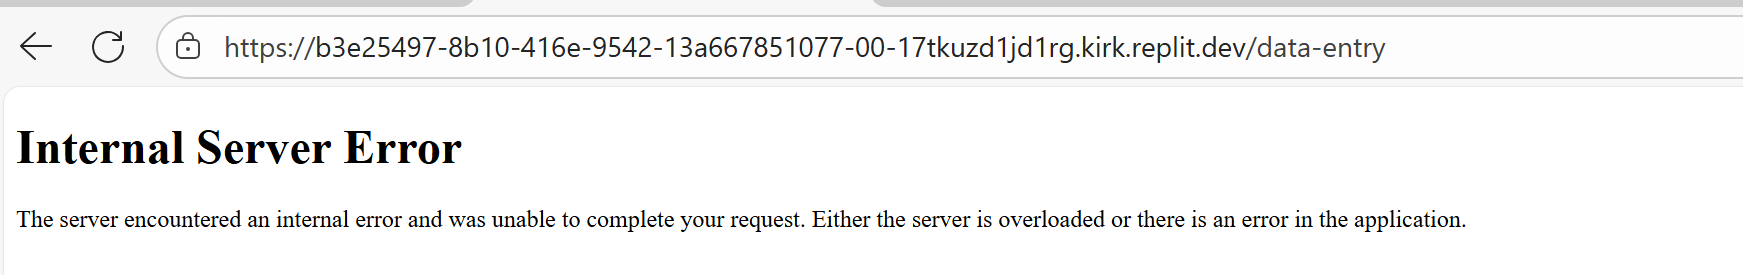 https://b3e25497-8b10-416e-9542-13a667851077-00-17tkuzd1jd1rg.kirk.replit.dev/data-entry
Internal Server Error
The server encountered an internal error and was unable to complete your request. Either the server is overloaded or there is an error in the application.